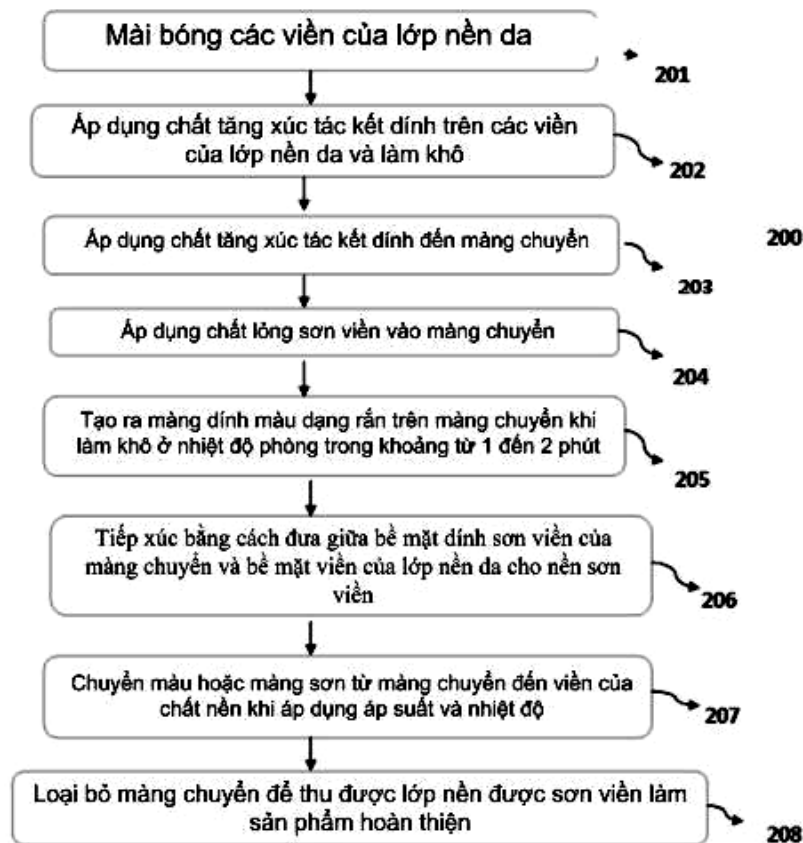 Mài bóng các viền của lớp nền da
201
Áp dụng chất tăng xúc tác kết dính trên các viền
của lớp nền da và làm khô
202
Áp dụng chất tăng xúc tác kết dính đến màng chuyển
200
203
Áp dụng chất lỏng sơn viền vào màng chuyển
204
Tạo ra màng dính màu dạng rắn trên màng chuyển khi
làm khô ở nhiệt độ phòng trong khoảng từ 1 đến 2 phút
205
Tiếp xúc bằng cách đưa giữa bề mặt dính sơn viền của
màng chuyển và bề mặt viền của lớp nền da cho nền sơn
viền
206
Chuyển màu hoặc màng sơn từ màng chuyển đến viền của
chất nền khi áp dụng áp suất và nhiệt độ
207
Loại bỏ màng chuyển để thu được lớp nền được sơn viền làm
sản phẩm hoàn thiện
208